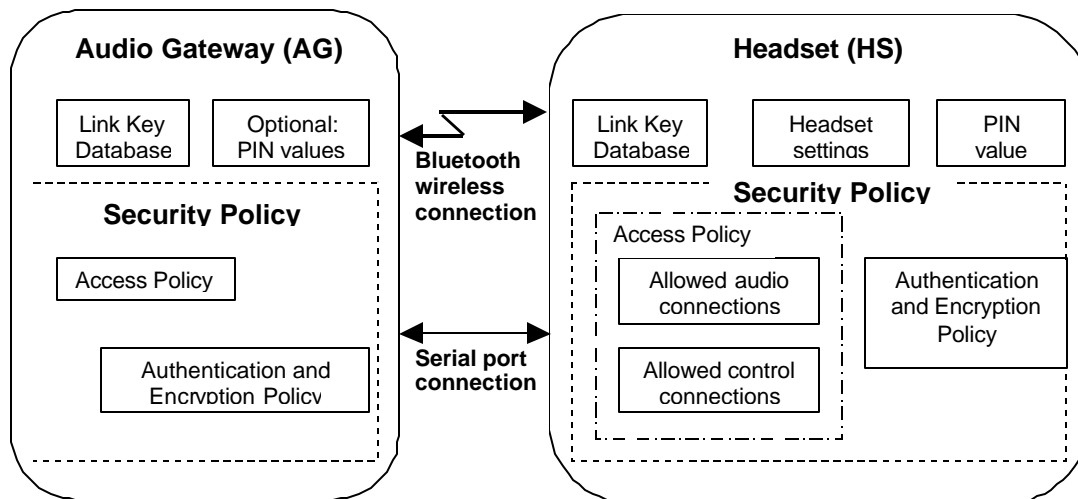 Audio Gateway (AG)
Link Key
Database
Optional:
PIN values
Security Policy
Access Policy
Authentication and
Encryption Policy
Bluetooth
wireless
connection
Serial port
connection
Headset (HS)
Link Key
Database
Headset
settings
PIN
value
Security Policy
Access Policy
Allowed audio
connections
Allowed control
connections
Authentication
and Encryption
Policy